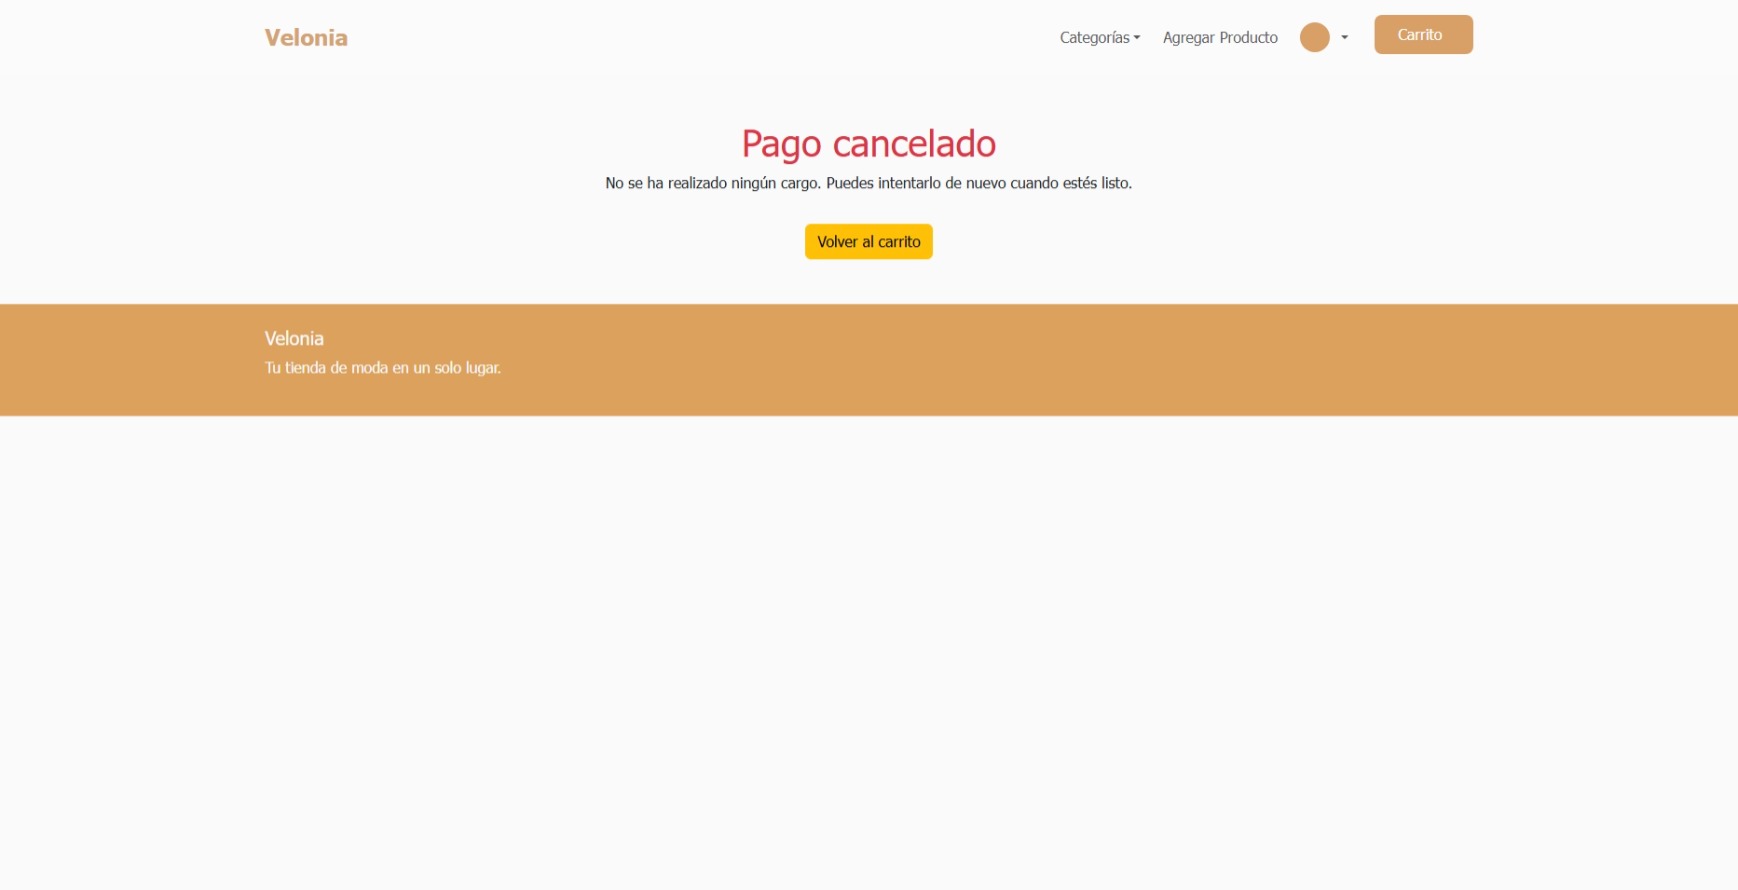 Velonia
Categorías
Agregar Producto
Carrito
Pago cancelado
No se ha realizado ningún cargo. Puedes intentarlo de nuevo cuando estés listo.
Volver al carrito
Velonia
Tu tienda de moda en un solo lugar.